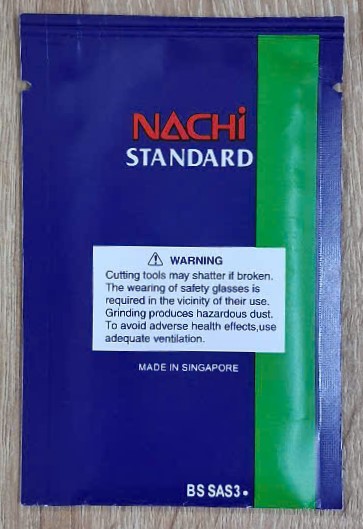 NACHi
STANDARD
⚠ WARNING
Cutting tools may shatter if broken.
The wearing of safety glasses is
required in the vicinity of their use.
Grinding produces hazardous dust.
To avoid adverse health effects,use
adequate ventilation.
MADE IN SINGAPORE
BS SAS3•